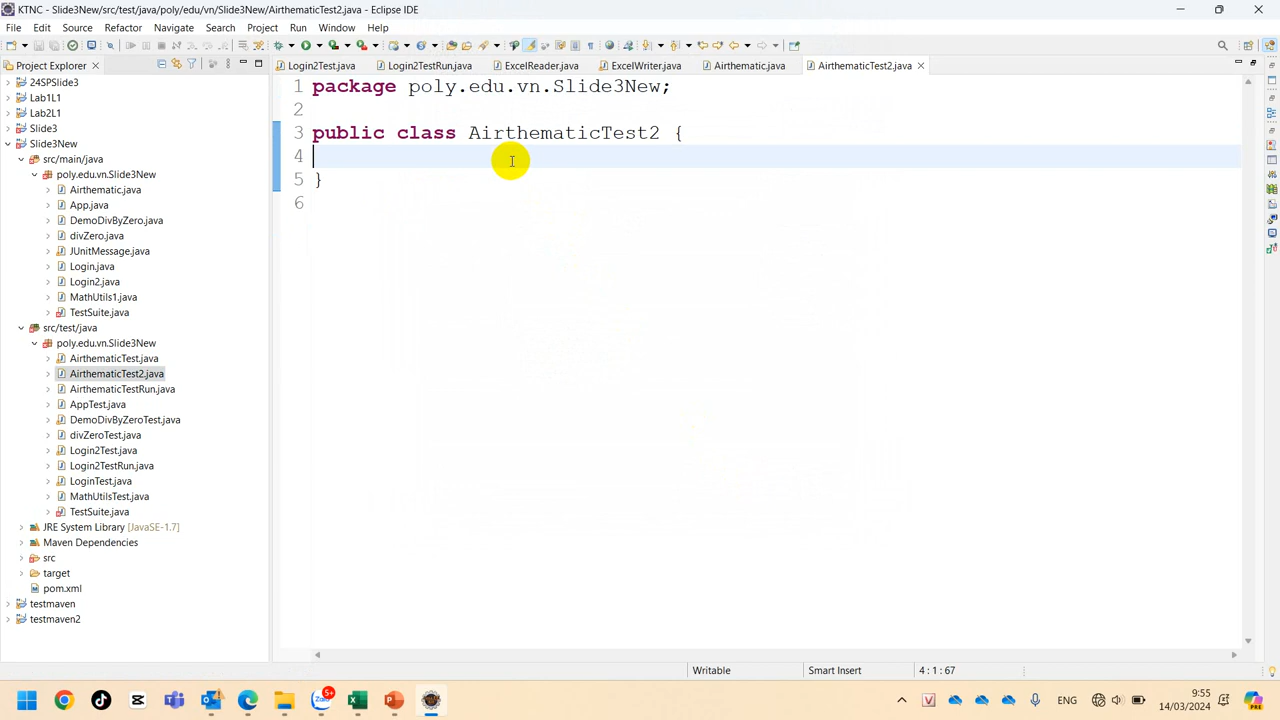 KTNC - Slide3New/src/test/java/poly/edu/vn/Slide3New/AirthematicTest2.java - Eclipse IDE
File Edit Source Refactor Navigate Search Project Run Window Help
Project Explorer
Login2Test.java Login2TestRun.java ExcelReader.java ExcelWriter.java Airthematic.java AirthematicTest2.java
24SPSlide3
Lab1L1
Lab2L1
Slide3
Slide3New
src/main/java
poly.edu.vn.Slide3New
Airthematic.java
App.java
DemoDivByZero.java
divZero.java
JUnitMessage.java
Login.java
Login2.java
MathUtils1.java
TestSuite.java
src/test/java
poly.edu.vn.Slide3New
AirthematicTest.java
AirthematicTest2.java
AirthematicTestRun.java
AppTest.java
DemoDivByZeroTest.java
divZeroTest.java
Login2Test.java
Login2TestRun.java
LoginTest.java
MathUtilsTest.java
TestSuite.java
JRE System Library [JavaSE-1.7]
Maven Dependencies
src
target
pom.xml
testmaven
testmaven2
1 package poly.edu.vn.Slide3New;
2
3 public class AirthematicTest2 {
4
5 }
6
Writable Smart Insert 4 : 1 : 67
5+
Zalo
ENG
9:55
14/03/2024
PRE